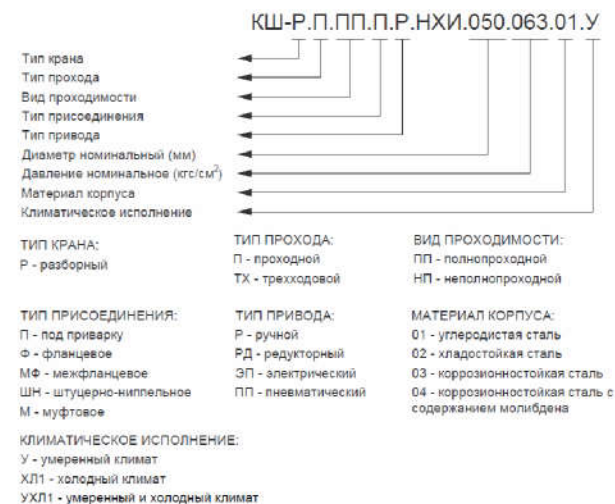 КШ-Р.П.ПП.П.Р.НХИ.050.063.01.У
Тип крана
Тип прохода
Вид проходимости
Тип присоединения
Тип привода
Диаметр номинальный (мм)
Давление номинальное (кгс/см²)
Материал корпуса
Климатическое исполнение
ТИП КРАНА:
Р - разборный
ТИП ПРОХОДА:
П - проходной
ТХ - трехходовой
ВИД ПРОХОДИМОСТИ:
ПП - полнопроходной
НП - неполнопроходной
ТИП ПРИСОЕДИНЕНИЯ:
П - под приварку
Ф - фланцевое
МФ - межфланцевое
ШН - штуцерно-ниппельное
М - муфтовое
ТИП ПРИВОДА:
Р - ручной
РД - редукторный
ЭП - электрический
ПП - пневматический
МАТЕРИАЛ КОРПУСА:
01 - углеродистая сталь
02 - хладостойкая сталь
03 - коррозионностойкая сталь
04 - коррозионностойкая сталь с
содержанием молибдена
КЛИМАТИЧЕСКОЕ ИСПОЛНЕНИЕ:
У - умеренный климат
ХЛ1 - холодный климат
УХЛ1 - умеренный и холодный климат